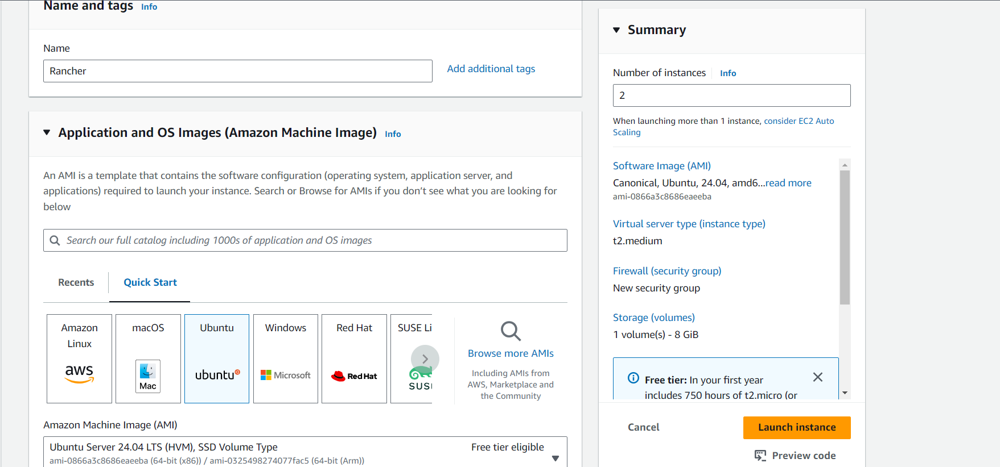 Name and tags Info
Name
Rancher
Add additional tags
Application and OS Images (Amazon Machine Image) Info
An AMI is a template that contains the software configuration (operating system, application server, and
applications) required to launch your instance. Search or Browse for AMIs if you don’t see what you are looking for
below
Search our full catalog including 1000s of application and OS images
Recents
Quick Start
Amazon
Linux
aws
macOS
Mac
Ubuntu
ubuntu
Windows
Microsoft
Red Hat
Red Hat
SUSE Li
SUS
Browse more AMIs
Including AMIs from
AWS, Marketplace and
the Community
Amazon Machine Image (AMI)
Ubuntu Server 24.04 LTS (HVM), SSD Volume Type
Free tier eligible
ami-0866a3c8686eaeeba (64-bit (x86)) / ami-0325498274077fac5 (64-bit (Arm))
Summary
Number of instances Info
2
When launching more than 1 instance, consider EC2 Auto
Scaling
Software Image (AMI)
Canonical, Ubuntu, 24.04, amd6...read more
ami-0866a3c8686eaeeba
Virtual server type (instance type)
t2.medium
Firewall (security group)
New security group
Storage (volumes)
1 volume(s) - 8 GiB
Free tier: In your first year
includes 750 hours of t2.micro (or
Cancel
Launch instance
Preview code